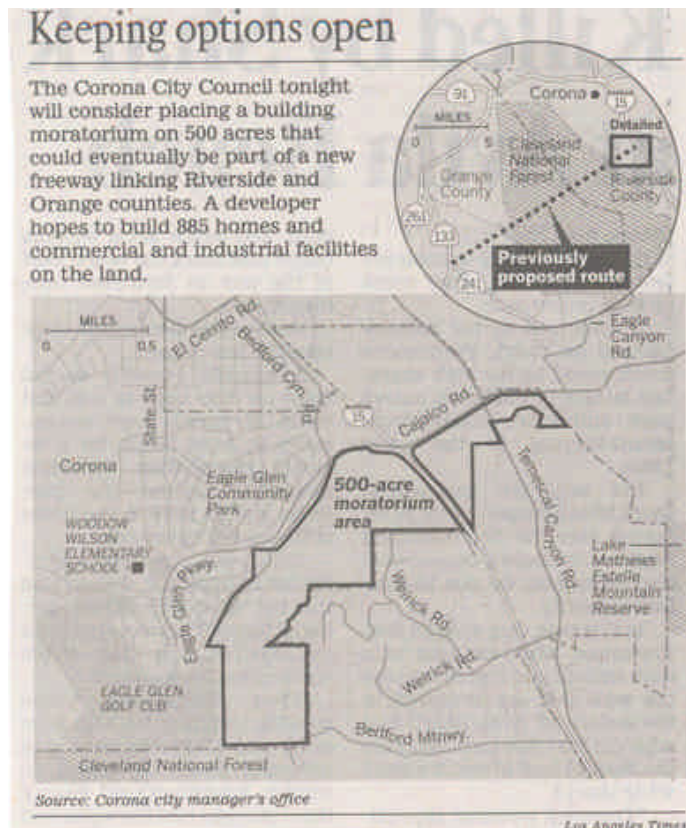 Keeping options open
The Corona City Council tonight
will consider placing a building
moratorium on 500 acres that
could eventually be part of a new
freeway linking Riverside and
Orange counties. A developer
hopes to build 885 homes and
commercial and industrial facilities
on the land.
91
Corona
15
MILES
0 5
Detailed
Cleveland
National
Forest
Orange
County
Riverside
County
261
133
241
Previously
proposed route
MILES
0 0.5
El Cerrito Rd.
Bedford Cyn.
Rd.
State St.
15
Cajalco Rd.
Eagle
Canyon
Rd.
Corona
Eagle Glen
Community
Park
500-acre
moratorium
area
Temescal Canyon Rd.
WOODOW
WILSON
ELEMENTARY
SCHOOL
Eagle Glen Pkwy.
Lake
Mathews
Estelle
Mountain
Reserve
Weirick Rd.
Weirick Rd.
EAGLE GLEN
GOLF CLB
Bedford Mtnwy.
Cleveland National Forest
Source: Corona city manager's office
Los Angeles Times